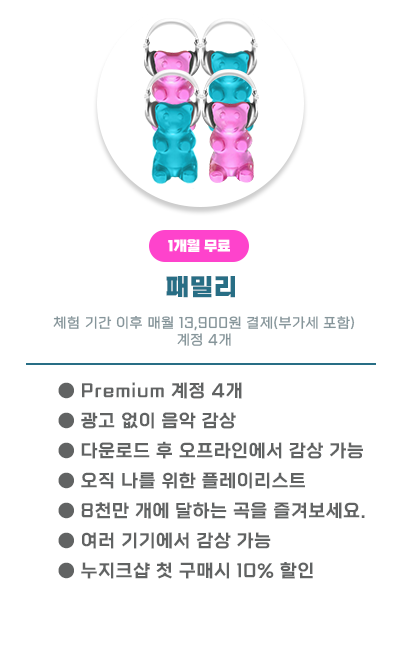 1개월 무료
패밀리
체험 기간 이후 매월 13,900원 결제(부가세 포함)
계정 4개
● Premium 계정 4개
● 광고 없이 음악 감상
● 다운로드 후 오프라인에서 감상 가능
● 오직 나를 위한 플레이리스트
● 8천만 개에 달하는 곡을 즐겨보세요.
● 여러 기기에서 감상 가능
● 누지크샵 첫 구매시 10% 할인